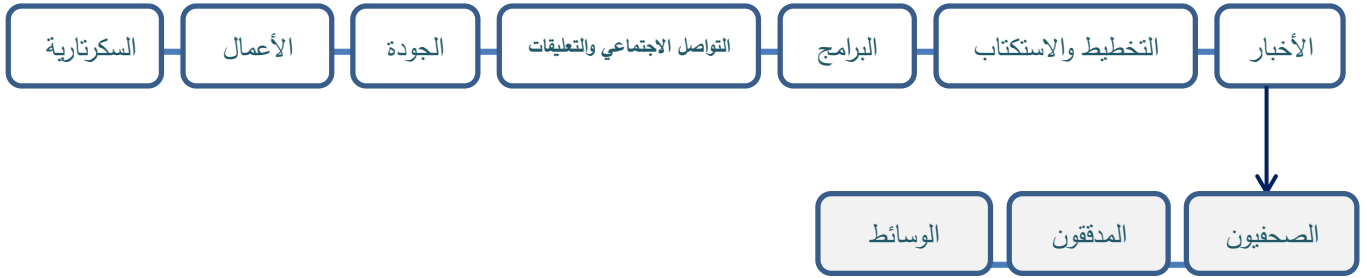 الأخبار
التخطيط والاستكتاب
البرامج
التواصل الاجتماعي والتعليقات
الجودة
الأعمال
السكرتارية
الصحفيون
المدققون
الوسائط